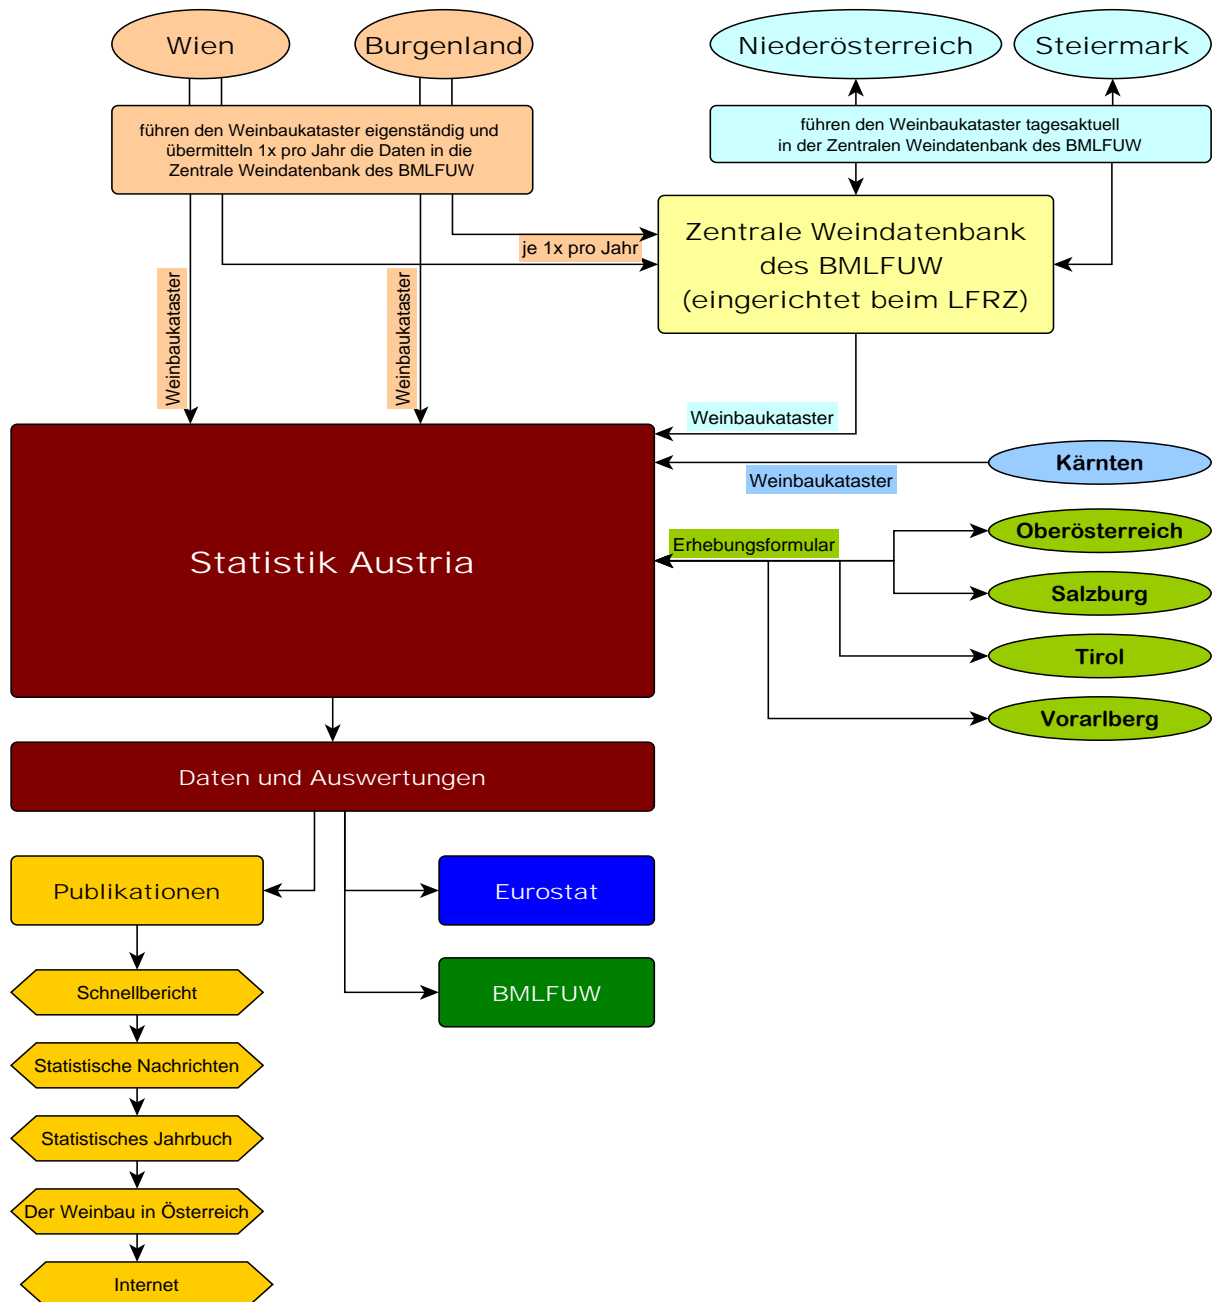 Wien
Burgenland
Niederösterreich
Steiermark
führen den Weinbaukataster eigenständig und
übermitteln 1x pro Jahr die Daten in die
Zentrale Weindatenbank des BMLFUW
führen den Weinbaukataster tagesaktuell
in der Zentralen Weindatenbank des BMLFUW
je 1x pro Jahr
Zentrale Weindatenbank
des BMLFUW
(eingerichtet beim LFRZ)
Weinbaukataster
Weinbaukataster
Weinbaukataster
Weinbaukataster
Kärnten
Statistik Austria
Erhebungsformular
Oberösterreich
Salzburg
Tirol
Vorarlberg
Daten und Auswertungen
Publikationen
Eurostat
BMLFUW
Schnellbericht
Statistische Nachrichten
Statistisches Jahrbuch
Der Weinbau in Österreich
Internet